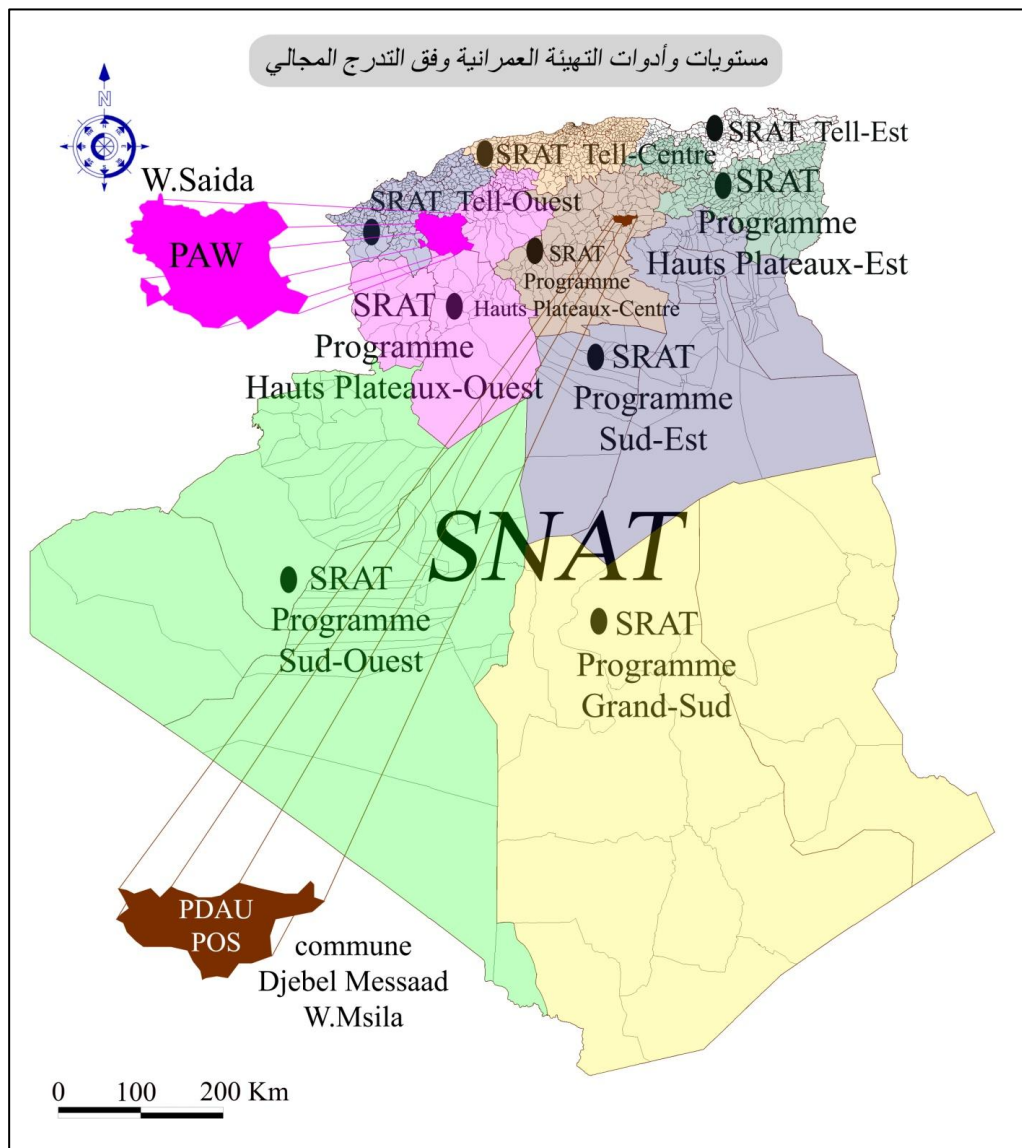 مستويات وأدوات التهيئة العمرانية وفق التدرج المجالي
N
SRAT Tell-Est
SRAT Tell-Centre
SRAT
Programme
Hauts Plateaux-Est
W.Saida
PAW
SRAT
Tell-Ouest
SRAT
Programme
Hauts Plateaux-Centre
SRAT
Programme
Hauts Plateaux-Ouest
SRAT
Programme
Sud-Est
SNAT
SRAT
Programme
Sud-Ouest
SRAT
Programme
Grand-Sud
PDAU
POS
commune
Djebel Messaad
W.Msila
0 100 200 Km